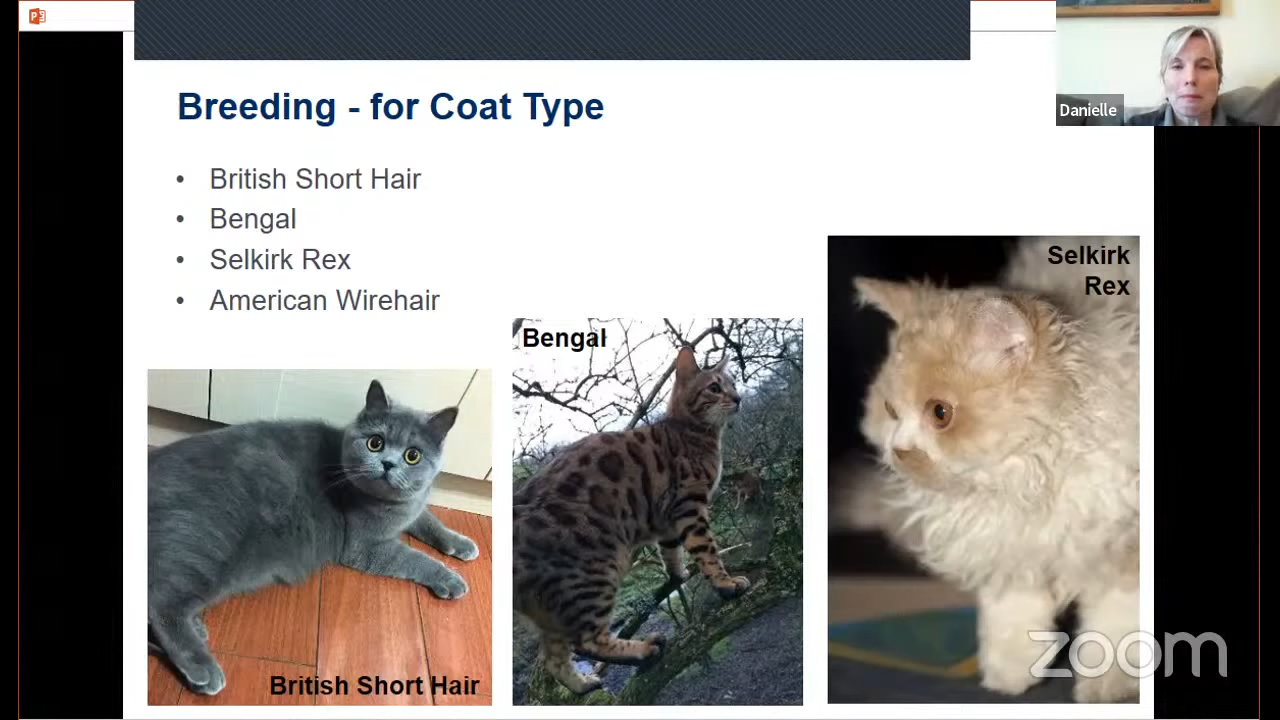 Breeding - for Coat Type
Danielle
• British Short Hair
• Bengal
• Selkirk Rex
• American Wirehair
Selkirk
Rex
Bengal
British Short Hair
zoom